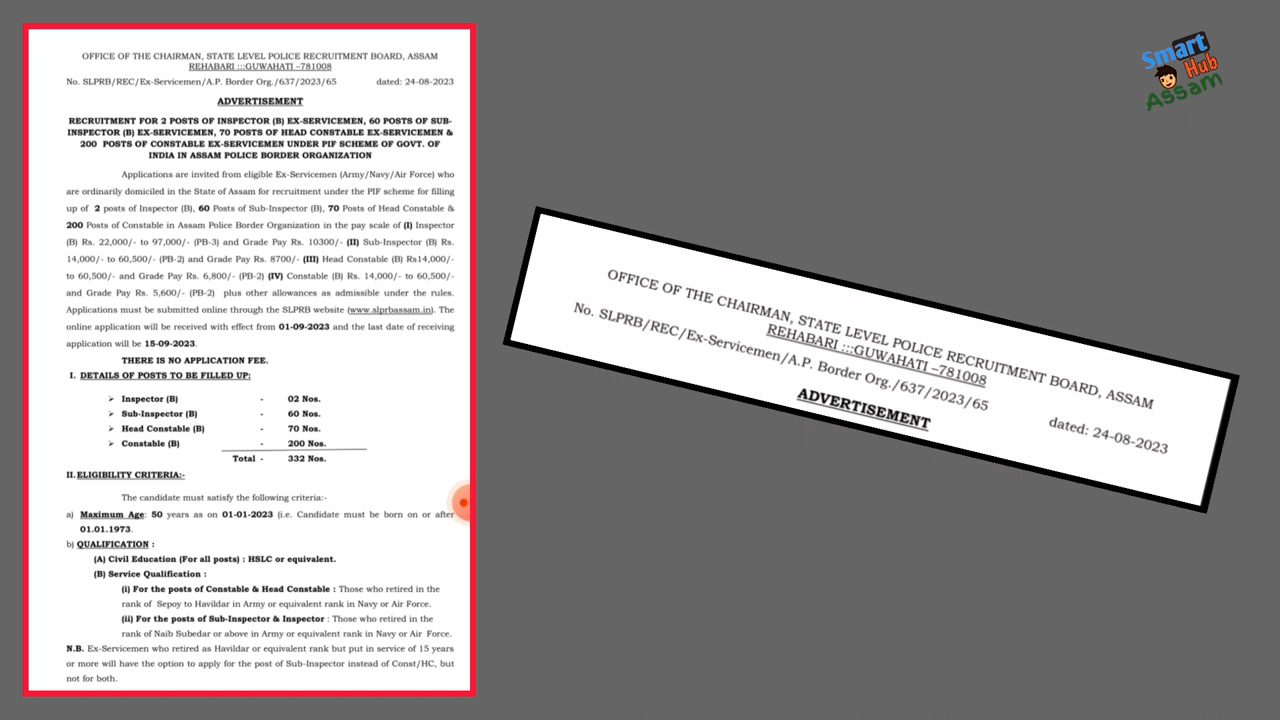 OFFICE OF THE CHAIRMAN, STATE LEVEL POLICE RECRUITMENT BOARD, ASSAM
REHABARI :::GUWAHATI –781008
No. SLPRB/REC/Ex-Servicemen/A.P. Border Org./637/2023/65 dated: 24-08-2023
ADVERTISEMENT
RECRUITMENT FOR 2 POSTS OF INSPECTOR (B) EX-SERVICEMEN, 60 POSTS OF SUB-
INSPECTOR (B) EX-SERVICEMEN, 70 POSTS OF HEAD CONSTABLE EX-SERVICEMEN &
200 POSTS OF CONSTABLE EX-SERVICEMEN UNDER PIF SCHEME OF GOVT. OF
INDIA IN ASSAM POLICE BORDER ORGANIZATION
Applications are invited from eligible Ex-Servicemen (Army/Navy/Air Force) who
are ordinarily domiciled in the State of Assam for recruitment under the PIF scheme for filling
up of 2 posts of Inspector (B), 60 Posts of Sub-Inspector (B), 70 Posts of Head Constable &
200 Posts of Constable in Assam Police Border Organization in the pay scale of (I) Inspector
(B) Rs. 22,000/- to 97,000/- (PB-3) and Grade Pay Rs. 10300/- (II) Sub-Inspector (B) Rs.
14,000/- to 60,500/- (PB-2) and Grade Pay Rs. 8700/- (III) Head Constable (B) Rs14,000/-
to 60,500/- and Grade Pay Rs. 6,800/- (PB-2) (IV) Constable (B) Rs. 14,000/- to 60,500/-
and Grade Pay Rs. 5,600/- (PB-2) plus other allowances as admissible under the rules.
Applications must be submitted online through the SLPRB website (www.slprbassam.in). The
online application will be received with effect from 01-09-2023 and the last date of receiving
application will be 15-09-2023.
THERE IS NO APPLICATION FEE.
I. DETAILS OF POSTS TO BE FILLED UP:
➢ Inspector (B) - 02 Nos.
➢ Sub-Inspector (B) - 60 Nos.
➢ Head Constable (B) - 70 Nos.
➢ Constable (B) - 200 Nos.
Total - 332 Nos.
II. ELIGIBILITY CRITERIA:-
The candidate must satisfy the following criteria:-
a) Maximum Age: 50 years as on 01-01-2023 (i.e. Candidate must be born on or after
01.01.1973.
b) QUALIFICATION :
(A) Civil Education (For all posts) : HSLC or equivalent.
(B) Service Qualification :
(i) For the posts of Constable & Head Constable : Those who retired in the
rank of Sepoy to Havildar in Army or equivalent rank in Navy or Air Force.
(ii) For the posts of Sub-Inspector & Inspector : Those who retired in the
rank of Naib Subedar or above in Army or equivalent rank in Navy or Air Force.
N.B. Ex-Servicemen who retired as Havildar or equivalent rank but put in service of 15 years
or more will have the option to apply for the post of Sub-Inspector instead of Const/HC, but
not for both.
Smart
Hub
Assam
OFFICE OF THE CHAIRMAN, STATE LEVEL POLICE RECRUITMENT BOARD, ASSAM
REHABARI :::GUWAHATI –781008
No. SLPRB/REC/Ex-Servicemen/A.P. Border Org./637/2023/65 dated: 24-08-2023
ADVERTISEMENT